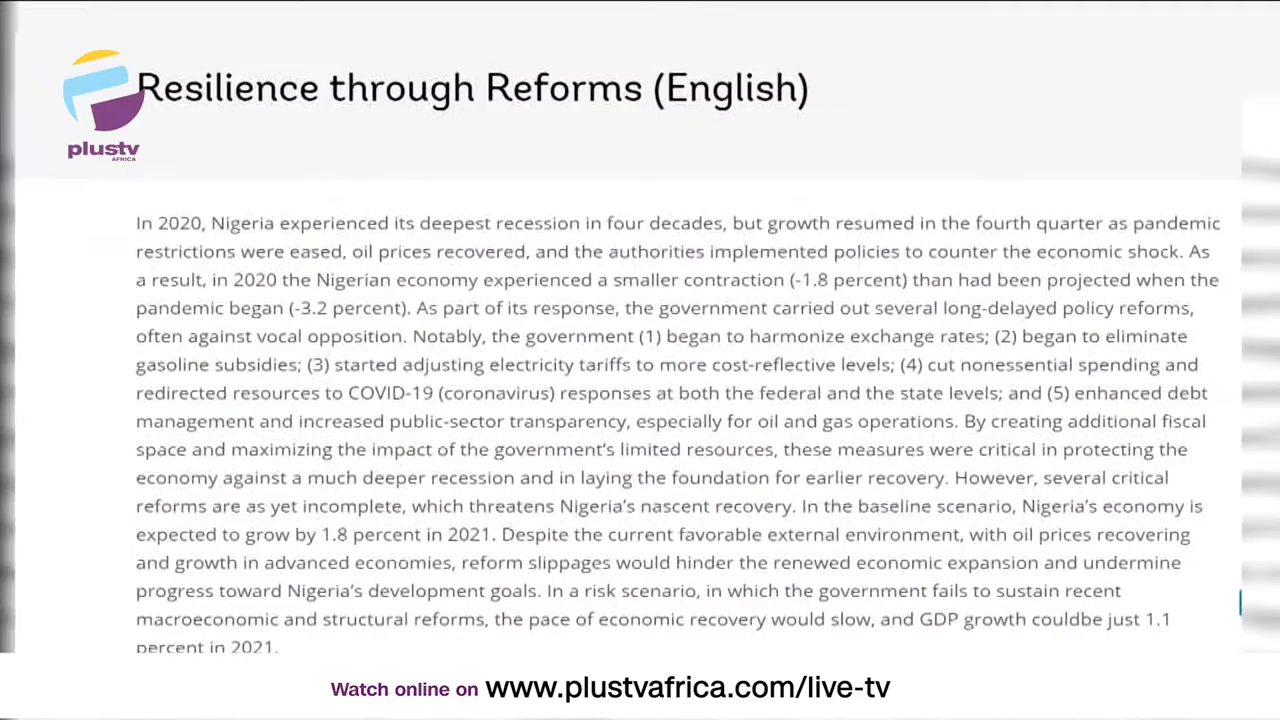 Resilience through Reforms (English)
plustv
AFRICA
In 2020, Nigeria experienced its deepest recession in four decades, but growth resumed in the fourth quarter as pandemic
restrictions were eased, oil prices recovered, and the authorities implemented policies to counter the economic shock. As
a result, in 2020 the Nigerian economy experienced a smaller contraction (-1.8 percent) than had been projected when the
pandemic began (-3.2 percent). As part of its response, the government carried out several long-delayed policy reforms,
often against vocal opposition. Notably, the government (1) began to harmonize exchange rates; (2) began to eliminate
gasoline subsidies; (3) started adjusting electricity tariffs to more cost-reflective levels; (4) cut nonessential spending and
redirected resources to COVID-19 (coronavirus) responses at both the federal and the state levels; and (5) enhanced debt
management and increased public-sector transparency, especially for oil and gas operations. By creating additional fiscal
space and maximizing the impact of the government's limited resources, these measures were critical in protecting the
economy against a much deeper recession and in laying the foundation for earlier recovery. However, several critical
reforms are as yet incomplete, which threatens Nigeria's nascent recovery. In the baseline scenario, Nigeria's economy is
expected to grow by 1.8 percent in 2021. Despite the current favorable external environment, with oil prices recovering
and growth in advanced economies, reform slippages would hinder the renewed economic expansion and undermine
progress toward Nigeria's development goals. In a risk scenario, in which the government fails to sustain recent
macroeconomic and structural reforms, the pace of economic recovery would slow, and GDP growth couldbe just 1.1
percent in 2021.
Watch online on www.plustvafrica.com/live-tv